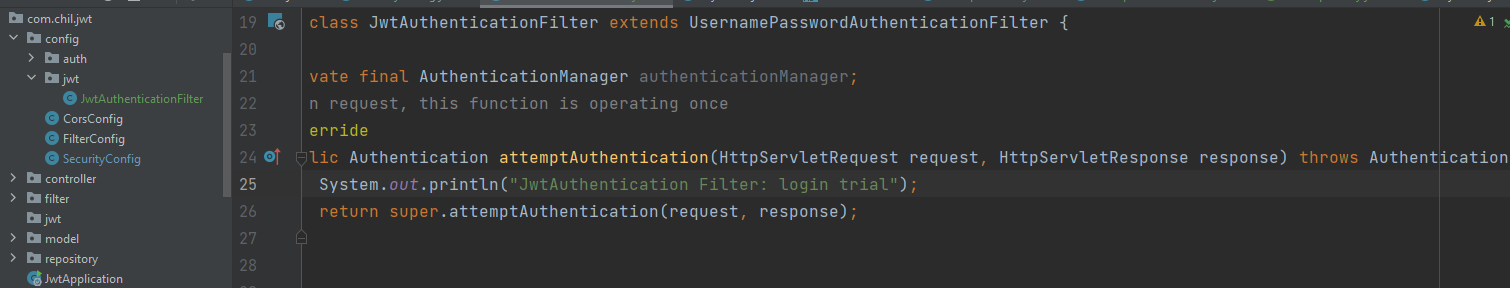 com.chil.jwt
config
auth
jwt
JwtAuthenticationFilter
CorsConfig
FilterConfig
SecurityConfig
controller
filter
jwt
model
repository
JwtApplication
19 class JwtAuthenticationFilter extends UsernamePasswordAuthenticationFilter {
1
20
21 vate final AuthenticationManager authenticationManager;
22 n request, this function is operating once
23 erride
24 lic Authentication attemptAuthentication(HttpServletRequest request, HttpServletResponse response) throws Authentication
25 System.out.println("JwtAuthentication Filter: login trial");
26 return super.attemptAuthentication(request, response);
27
28